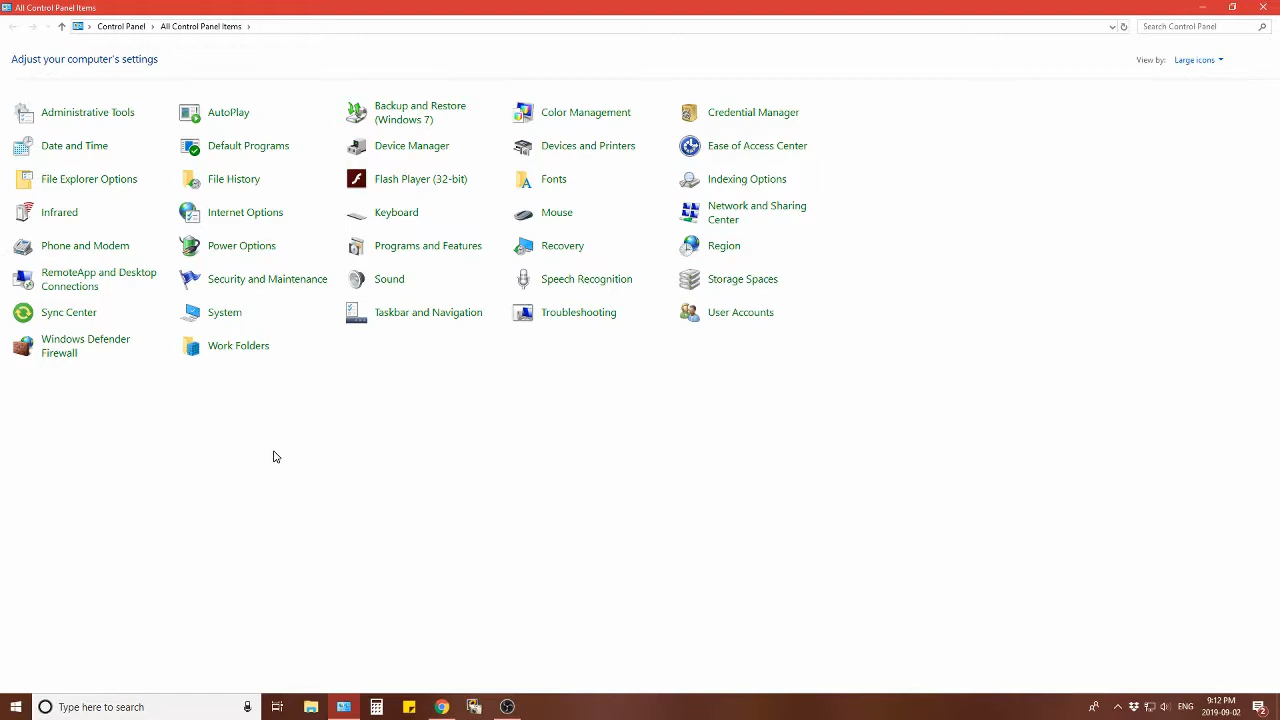 All Control Panel Items
Control Panel > All Control Panel Items >
Search Control Panel
Adjust your computer's settings
View by: Large icons
Administrative Tools
AutoPlay
Backup and Restore
(Windows 7)
Color Management
Credential Manager
Date and Time
Default Programs
Device Manager
Devices and Printers
Ease of Access Center
File Explorer Options
File History
Flash Player (32-bit)
Fonts
Indexing Options
Infrared
Internet Options
Keyboard
Mouse
Network and Sharing
Center
Phone and Modem
Power Options
Programs and Features
Recovery
Region
RemoteApp and Desktop
Connections
Security and Maintenance
Sound
Speech Recognition
Storage Spaces
Sync Center
System
Taskbar and Navigation
Troubleshooting
User Accounts
Windows Defender
Firewall
Work Folders
Type here to search
ENG
9:12 PM
2019-09-02
2